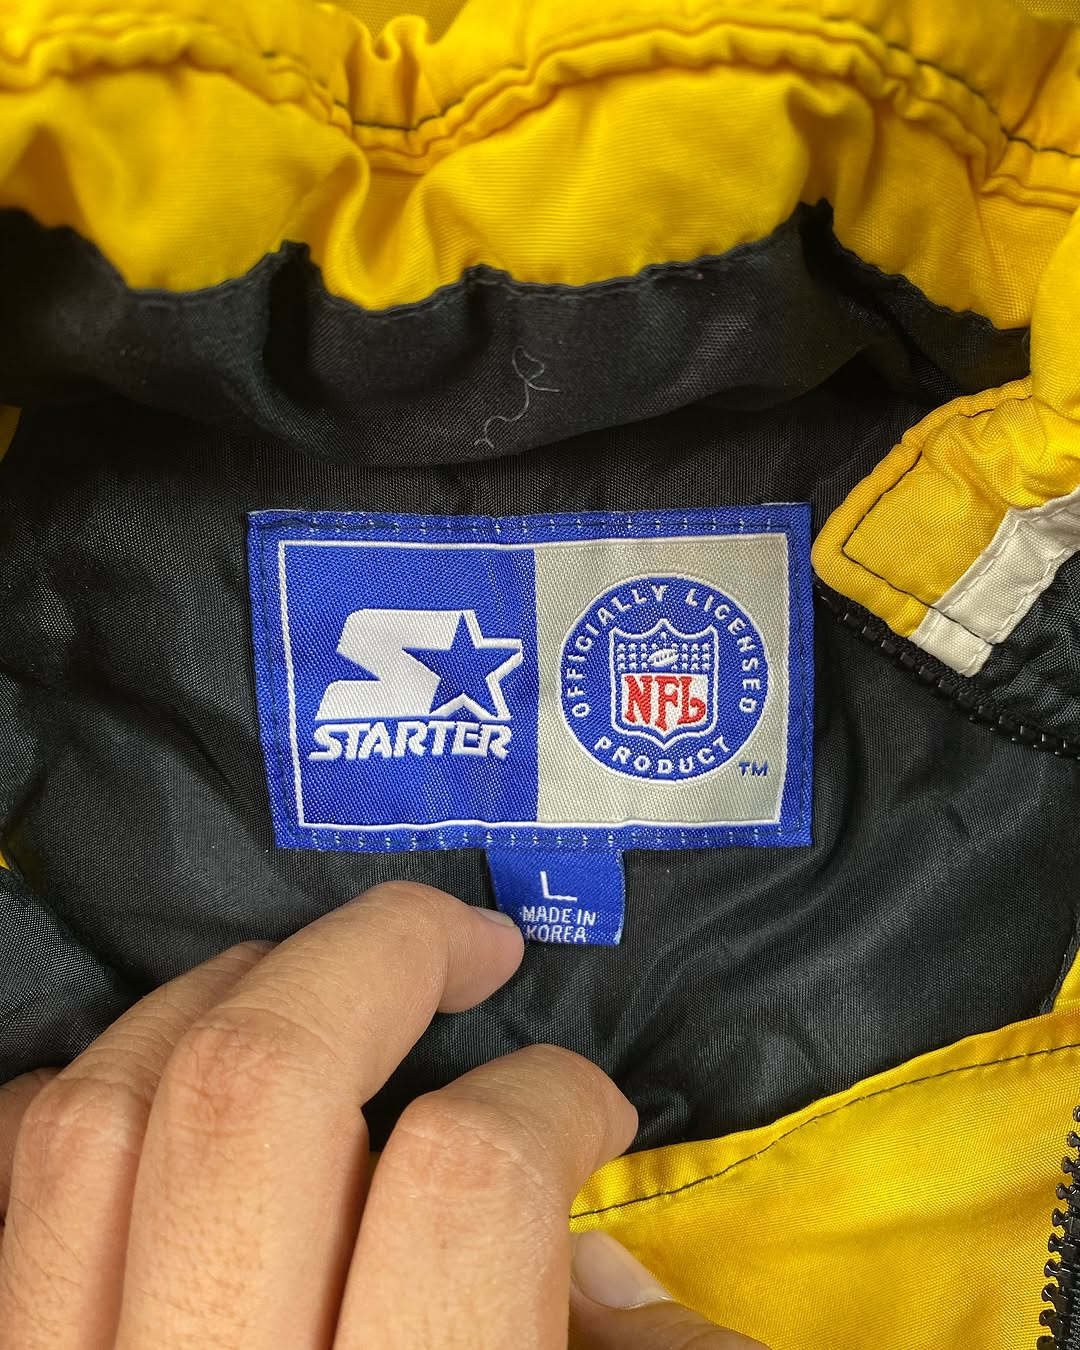 STARTER
OFFICIALLY LICENSED
NFL
PRODUCT
TM
L
MADE IN
KOREA